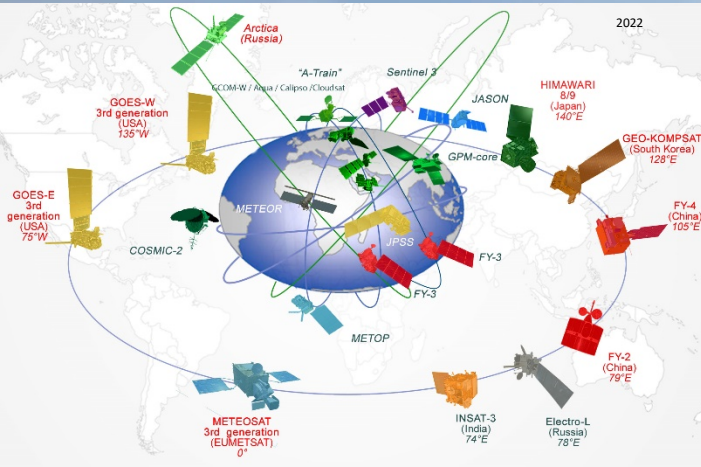 2022
Arctica
(Russia)
"A-Train"
GCOM-W / Aqua / Calipso /Cloudsat
Sentinel 3
JASON
HIMAWARI
8/9
(Japan)
140°E
GOES-W
3rd generation
(USA)
135°W
GEO-KOMPSAT
(South Korea)
128°E
GPM-core
GOES-E
3rd
generation
(USA)
75°W
METEOR
FY-4
(China)
105°E
COSMIC-2
JPSS
FY-3
FY-3
METOP
FY-2
(China)
79°E
METEOSAT
3rd generation
(EUMETSAT)
0°
INSAT-3
(India)
74°E
Electro-L
(Russia)
78°E